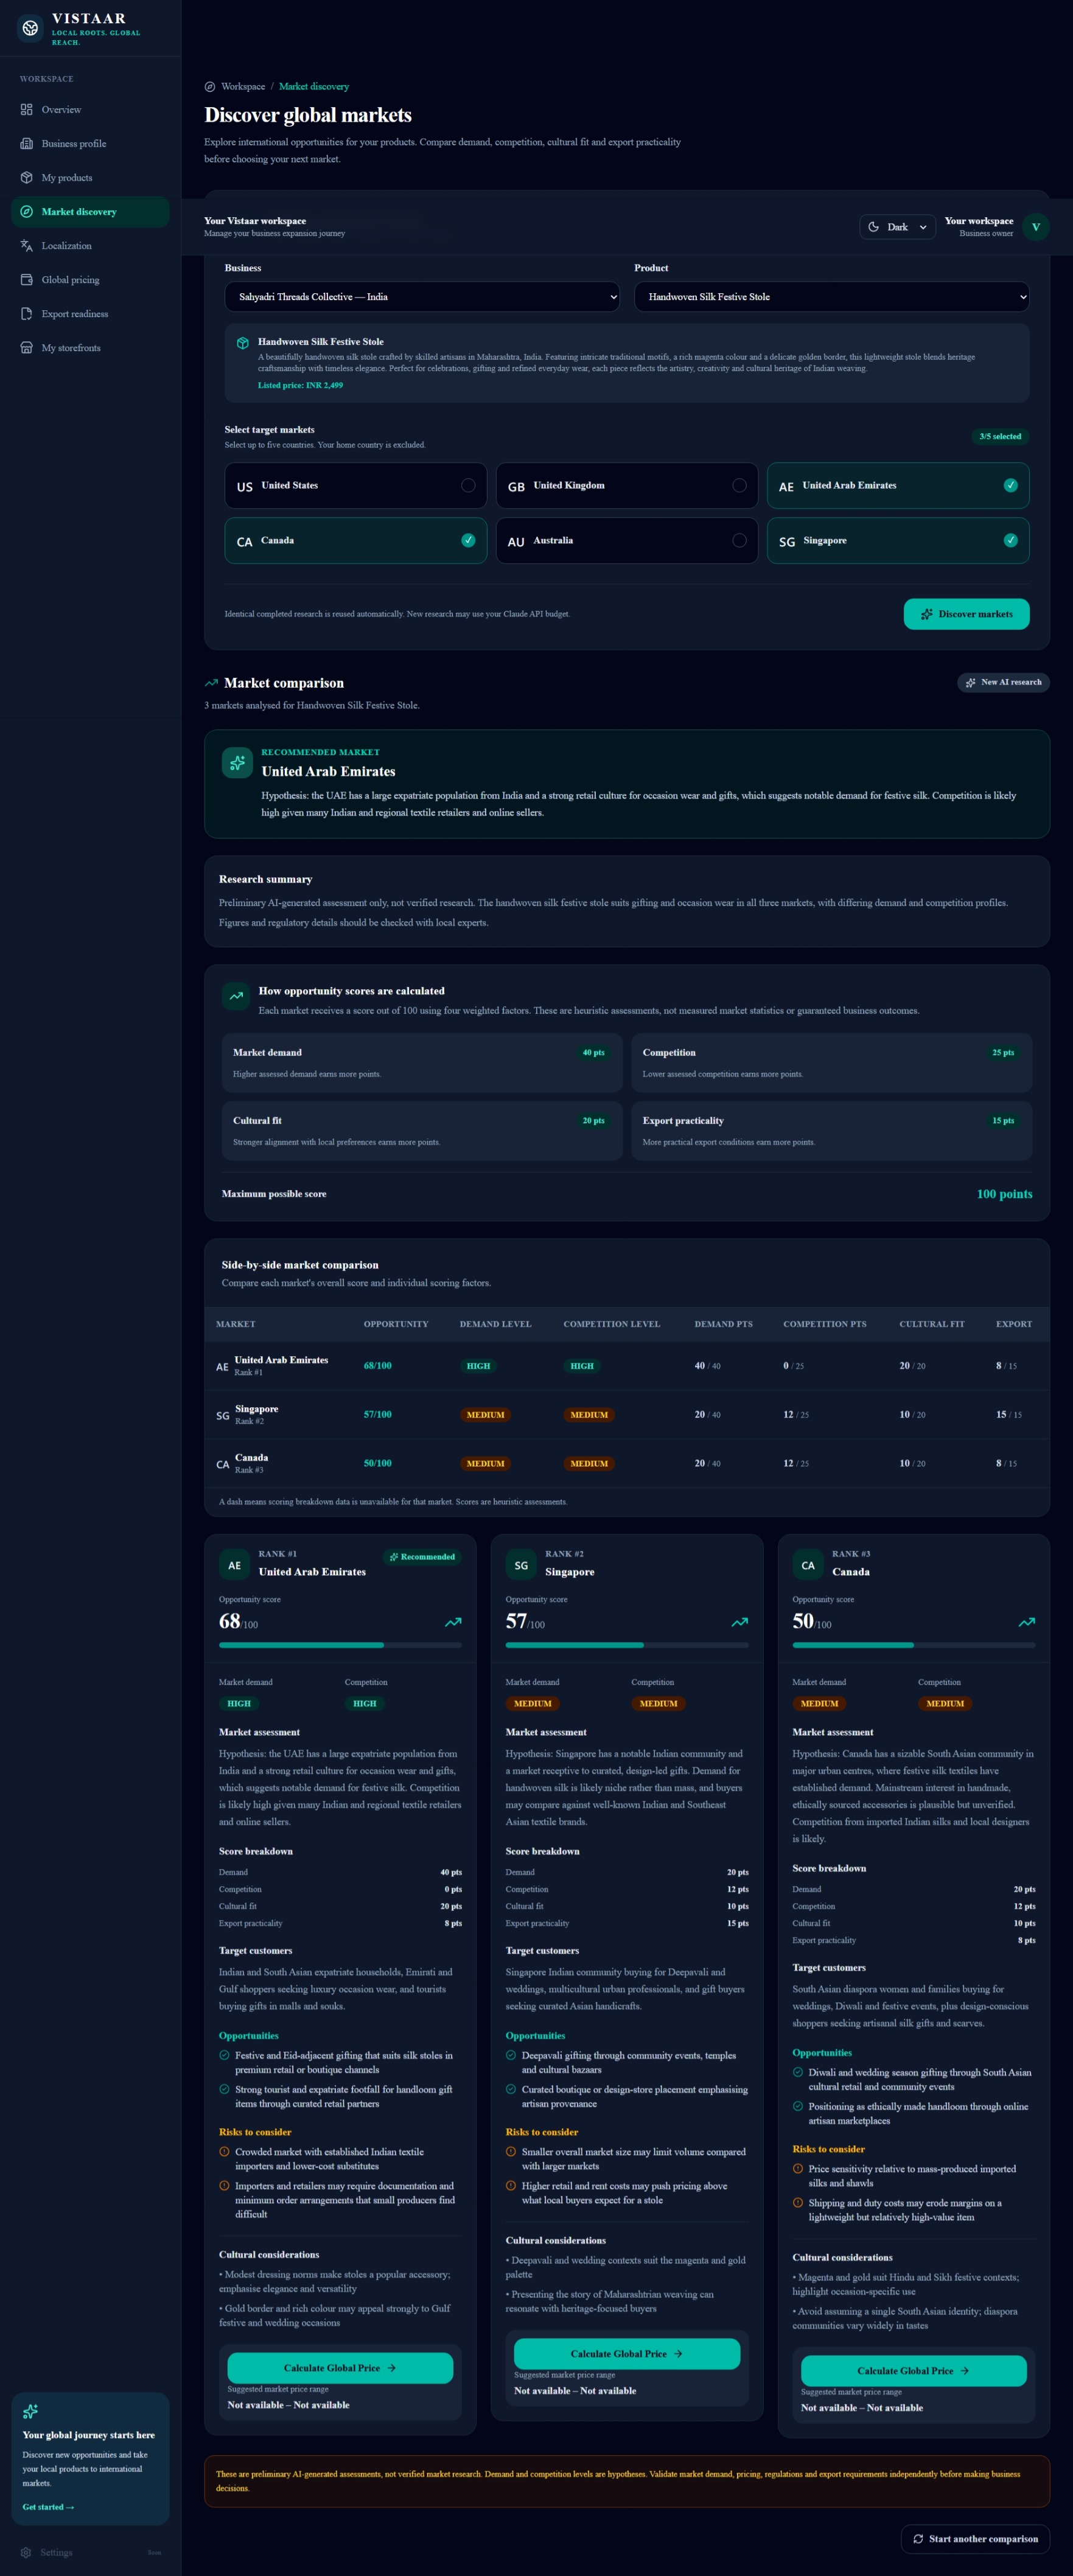 VISTAAR
LOCAL ROOTS. GLOBAL
REACH.
WORKSPACE
Overview
Business profile
My products
Market discovery
Localization
Global pricing
Export readiness
My storefronts
Your global journey starts here
Discover new opportunities and take
your local products to international
markets.
Get started →
Settings
Workspace / Market discovery
Discover global markets
Explore international opportunities for your products. Compare demand, competition, cultural fit and export practicality
before choosing your next market.
Your Vistaar workspace
Manage your business expansion journey
Dark
Your workspace
Business owner
V
Business
Product
Sahyadri Threads Collective — India
Handwoven Silk Festive Stole
Handwoven Silk Festive Stole
A beautifully handwoven silk stole crafted by skilled artisans in Maharashtra, India. Featuring intricate traditional motifs, a rich magenta colour and a delicate golden border, this lightweight stole blends heritage
craftsmanship with timeless elegance. Perfect for celebrations, gifting and refined everyday wear, each piece reflects the artistry, creativity and cultural heritage of Indian weaving.
Listed price: INR 2,499
Select target markets
Select up to five countries. Your home country is excluded.
3/5 selected
US United States
GB United Kingdom
AE United Arab Emirates
CA Canada
AU Australia
SG Singapore
Identical completed research is reused automatically. New research may use your Claude API budget.
Discover markets
Market comparison
3 markets analysed for Handwoven Silk Festive Stole.
New AI research
RECOMMENDED MARKET
United Arab Emirates
Hypothesis: the UAE has a large expatriate population from India and a strong retail culture for occasion wear and gifts, which suggests notable demand for festive silk. Competition is likely
high given many Indian and regional textile retailers and online sellers.
Research summary
Preliminary AI-generated assessment only, not verified research. The handwoven silk festive stole suits gifting and occasion wear in all three markets, with differing demand and competition profiles.
Figures and regulatory details should be checked with local experts.
How opportunity scores are calculated
Each market receives a score out of 100 using four weighted factors. These are heuristic assessments, not measured market statistics or guaranteed business outcomes.
Market demand 40 pts
Higher assessed demand earns more points.
Competition 25 pts
Lower assessed competition earns more points.
Cultural fit 20 pts
Stronger alignment with local preferences earns more points.
Export practicality 15 pts
More practical export conditions earn more points.
Maximum possible score 100 points
Side-by-side market comparison
Compare each market's overall score and individual scoring factors.
MARKET OPPORTUNITY DEMAND LEVEL COMPETITION LEVEL DEMAND PTS COMPETITION PTS CULTURAL FIT EXPORT
AE United Arab Emirates 68/100 HIGH HIGH 40 / 40 0 / 25 20 / 20 8 / 15
Rank #1
SG Singapore 57/100 MEDIUM MEDIUM 20 / 40 12 / 25 10 / 20 15 / 15
Rank #2
CA Canada 50/100 MEDIUM MEDIUM 20 / 40 12 / 25 10 / 20 8 / 15
Rank #3
A dash means scoring breakdown data is unavailable for that market. Scores are heuristic assessments.
AE
RANK #1
United Arab Emirates
Recommended
Opportunity score
68/100
Market demand Competition
HIGH HIGH
Market assessment
Hypothesis: the UAE has a large expatriate population from
India and a strong retail culture for occasion wear and gifts,
which suggests notable demand for festive silk. Competition
is likely high given many Indian and regional textile retailers
and online sellers.
Score breakdown
Demand 40 pts
Competition 0 pts
Cultural fit 20 pts
Export practicality 8 pts
Target customers
Indian and South Asian expatriate households, Emirati and
Gulf shoppers seeking luxury occasion wear, and tourists
buying gifts in malls and souks.
Opportunities
Festive and Eid-adjacent gifting that suits silk stoles in
premium retail or boutique channels
Strong tourist and expatriate footfall for handloom gift
items through curated retail partners
Risks to consider
Crowded market with established Indian textile
importers and lower-cost substitutes
Importers and retailers may require documentation and
minimum order arrangements that small producers find
difficult
Cultural considerations
• Modest dressing norms make stoles a popular accessory;
emphasise elegance and versatility
• Gold border and rich colour may appeal strongly to Gulf
festive and wedding occasions
Calculate Global Price →
Suggested market price range
Not available – Not available
SG
RANK #2
Singapore
Opportunity score
57/100
Market demand Competition
MEDIUM MEDIUM
Market assessment
Hypothesis: Singapore has a notable Indian community and
a market receptive to curated, design-led gifts. Demand for
handwoven silk is likely niche rather than mass, and buyers
may compare against well-known Indian and Southeast
Asian textile brands.
Score breakdown
Demand 20 pts
Competition 12 pts
Cultural fit 10 pts
Export practicality 15 pts
Target customers
Singapore Indian community buying for Deepavali and
weddings, multicultural urban professionals, and gift buyers
seeking curated Asian handicrafts.
Opportunities
Deepavali gifting through community events, temples
and cultural bazaars
Curated boutique or design-store placement emphasising
artisan provenance
Risks to consider
Smaller overall market size may limit volume compared
with larger markets
Higher retail and rent costs may push pricing above
what local buyers expect for a stole
Cultural considerations
• Deepavali and wedding contexts suit the magenta and gold
palette
• Presenting the story of Maharashtrian weaving can
resonate with heritage-focused buyers
Calculate Global Price →
Suggested market price range
Not available – Not available
CA
RANK #3
Canada
Opportunity score
50/100
Market demand Competition
MEDIUM MEDIUM
Market assessment
Hypothesis: Canada has a sizable South Asian community in
major urban centres, where festive silk textiles have
established demand. Mainstream interest in handmade,
ethically sourced accessories is plausible but unverified.
Competition from imported Indian silks and local designers
is likely.
Score breakdown
Demand 20 pts
Competition 12 pts
Cultural fit 10 pts
Export practicality 8 pts
Target customers
South Asian diaspora women and families buying for
weddings, Diwali and festive events, plus design-conscious
shoppers seeking artisanal silk gifts and scarves.
Opportunities
Diwali and wedding season gifting through South Asian
cultural retail and community events
Positioning as ethically made handloom through online
artisan marketplaces
Risks to consider
Price sensitivity relative to mass-produced imported
silks and shawls
Shipping and duty costs may erode margins on a
lightweight but relatively high-value item
Cultural considerations
• Magenta and gold suit Hindu and Sikh festive contexts;
highlight occasion-specific use
• Avoid assuming a single South Asian identity; diaspora
communities vary widely in tastes
Calculate Global Price →
Suggested market price range
Not available – Not available
These are preliminary AI-generated assessments, not verified market research. Demand and competition levels are hypotheses. Validate market demand, pricing, regulations and export requirements independently before making business
decisions.
Start another comparison